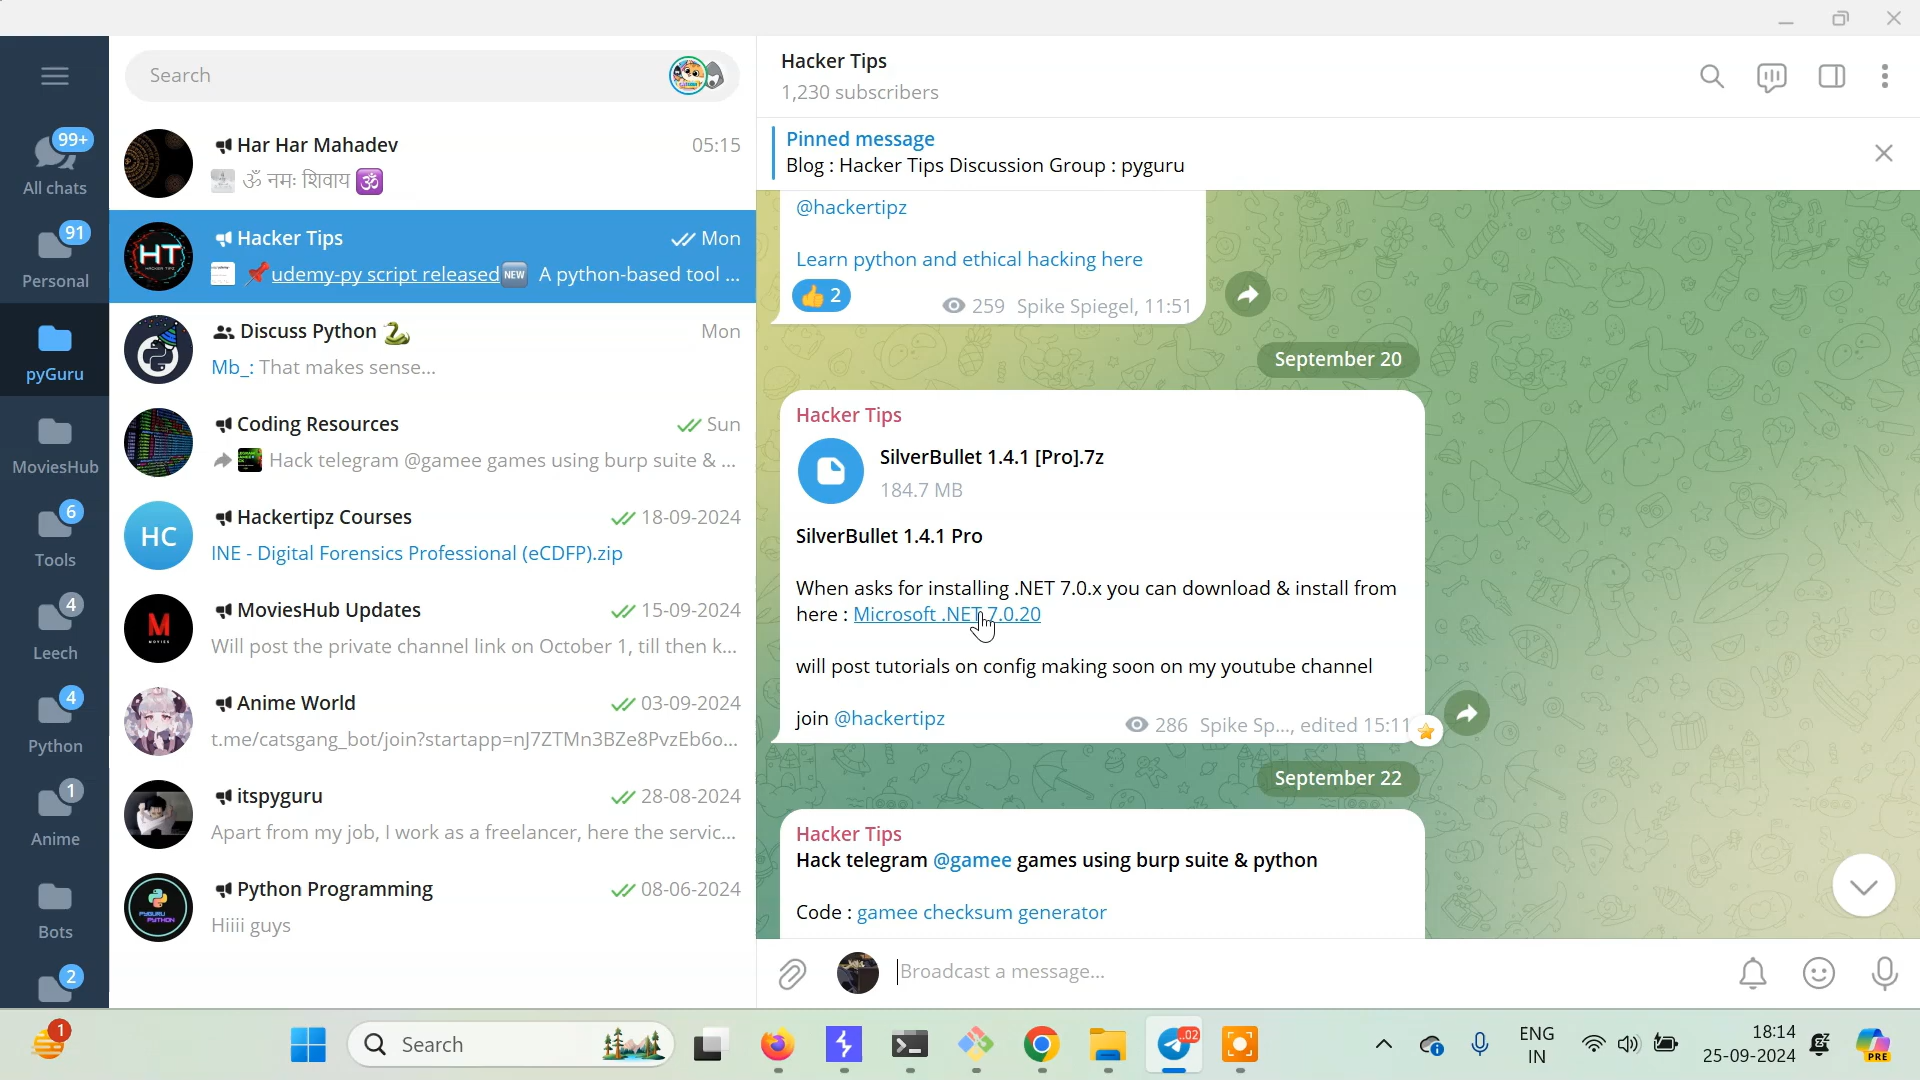 Search
Hacker Tips
1,230 subscribers
Pinned message
Blog : Hacker Tips Discussion Group : pyguru
99+
All chats
91
Personal
pyGuru
MoviesHub
6
Tools
4
Leech
4
Python
1
Anime
Bots
2
Har Har Mahadev
05:15
ॐ नमः शिवाय 🕉
HT
HACKER TIPZ
Hacker Tips
Mon
📌udemy-py script released🆕 A python-based tool ...
Discuss Python 🐍
Mon
Mb_: That makes sense...
Coding Resources
Sun
Hack telegram @gamee games using burp suite & ...
HC
Hackertipz Courses
18-09-2024
INE - Digital Forensics Professional (eCDFP).zip
M
MOVIES
MoviesHub Updates
15-09-2024
Will post the private channel link on October 1, till then k...
Anime World
03-09-2024
t.me/catsgang_bot/join?startapp=nJ7ZTMn3BZe8PvzEb6o...
itspyguru
28-08-2024
Apart from my job, I work as a freelancer, here the servic...
PYGURU
PYTHON
Python Programming
08-06-2024
Hiiii guys
@hackertipz
Learn python and ethical hacking here
👍 2
259 Spike Spiegel, 11:51
September 20
Hacker Tips
SilverBullet 1.4.1 [Pro].7z
184.7 MB
SilverBullet 1.4.1 Pro
When asks for installing .NET 7.0.x you can download & install from
here : Microsoft .NET 7.0.20
will post tutorials on config making soon on my youtube channel
join @hackertipz
286 Spike Sp..., edited 15:11
September 22
Hacker Tips
Hack telegram @gamee games using burp suite & python
Code : gamee checksum generator
Broadcast a message...
1
Search
..02
ENG
IN
18:14
25-09-2024
PRE